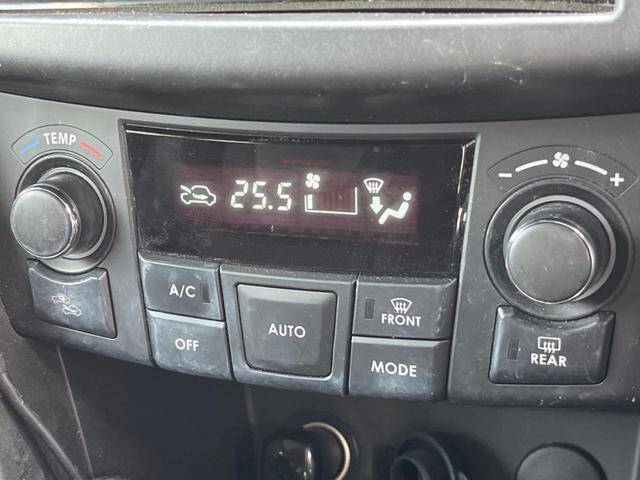 TEMP
- +
25.5
A/C
AUTO
FRONT
OFF
MODE
REAR